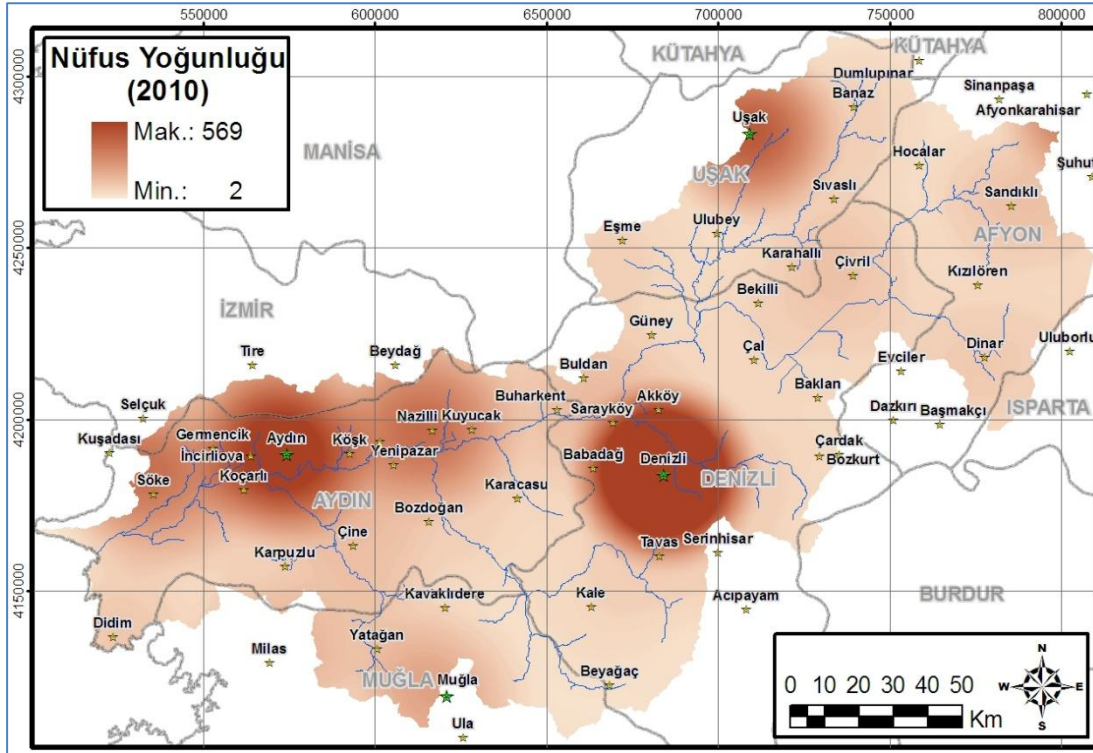 550000
600000
650000
700000
750000
800000
4300000
4250000
4200000
4150000
Nüfus Yoğunluğu
(2010)
Mak.: 569
Min.: 2
KÜTAHYA
KÜTAHYA
Dumlupınar
Banaz
Sinanpaşa
Afyonkarahisar
Uşak
MANİSA
Hocalar
Şuhut
UŞAK
Sıvaslı
Sandıklı
Eşme
Ulubey
AFYON
Karahallı
Çivril
Kızılören
Bekilli
İZMİR
Güney
Tire
Beydağ
Çal
Evciler
Dinar
Uluborlu
Buldan
Baklan
Selçuk
Buharkent
Akköy
Sarayköy
Dazkırı
Başmakçı
ISPARTA
Nazilli
Kuyucak
Kuşadası
Germencik
Aydın
Köşk
Çardak
Bozkurt
İncirliova
Yenipazar
Babadağ
Denizli
DENİZLİ
Söke
Koçarlı
AYDIN
Karacasu
Bozdoğan
Çine
Tavas
Serinhisar
Karpuzlu
Kavaklıdere
Kale
Acıpayam
BURDUR
Didim
Yatağan
Milas
MUĞLA
Muğla
Beyağaç
Ula
N
W
E
S
0 10 20 30 40 50
Km